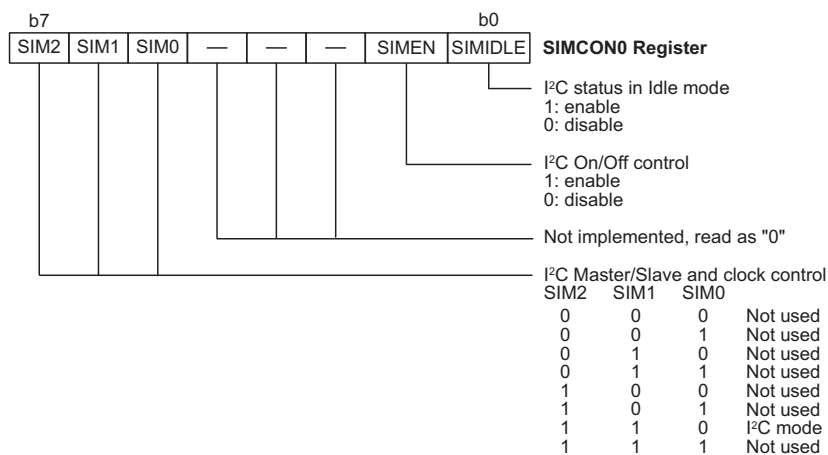 b7 b0
SIM2 SIM1 SIM0 — — — SIMEN SIMIDLE SIMCON0 Register
I²C status in Idle mode
1: enable
0: disable
I²C On/Off control
1: enable
0: disable
Not implemented, read as "0"
I²C Master/Slave and clock control
SIM2 SIM1 SIM0
0 0 0 Not used
0 0 1 Not used
0 1 0 Not used
0 1 1 Not used
1 0 0 Not used
1 0 1 Not used
1 1 0 I²C mode
1 1 1 Not used